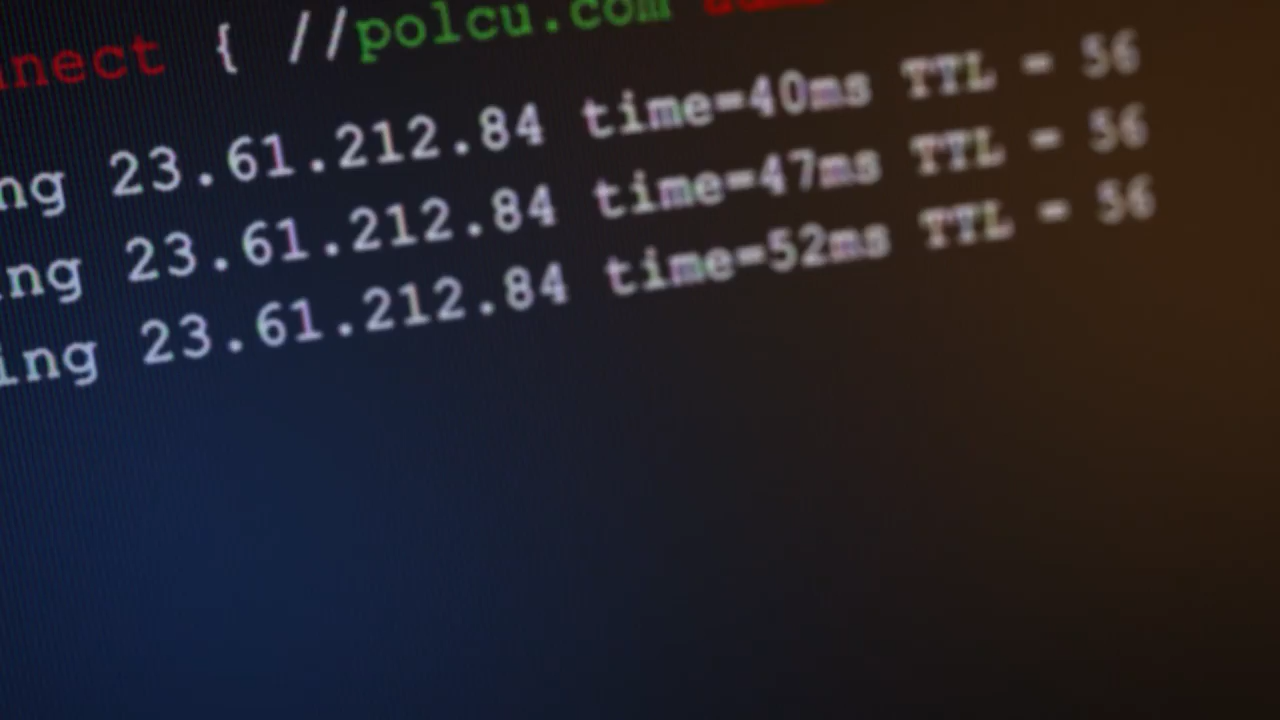 nect { //polcu.com
ng 23.61.212.84 time=40ms TTL = 56
ing 23.61.212.84 time=47ms TTL = 56
ing 23.61.212.84 time=52ms TTL = 56